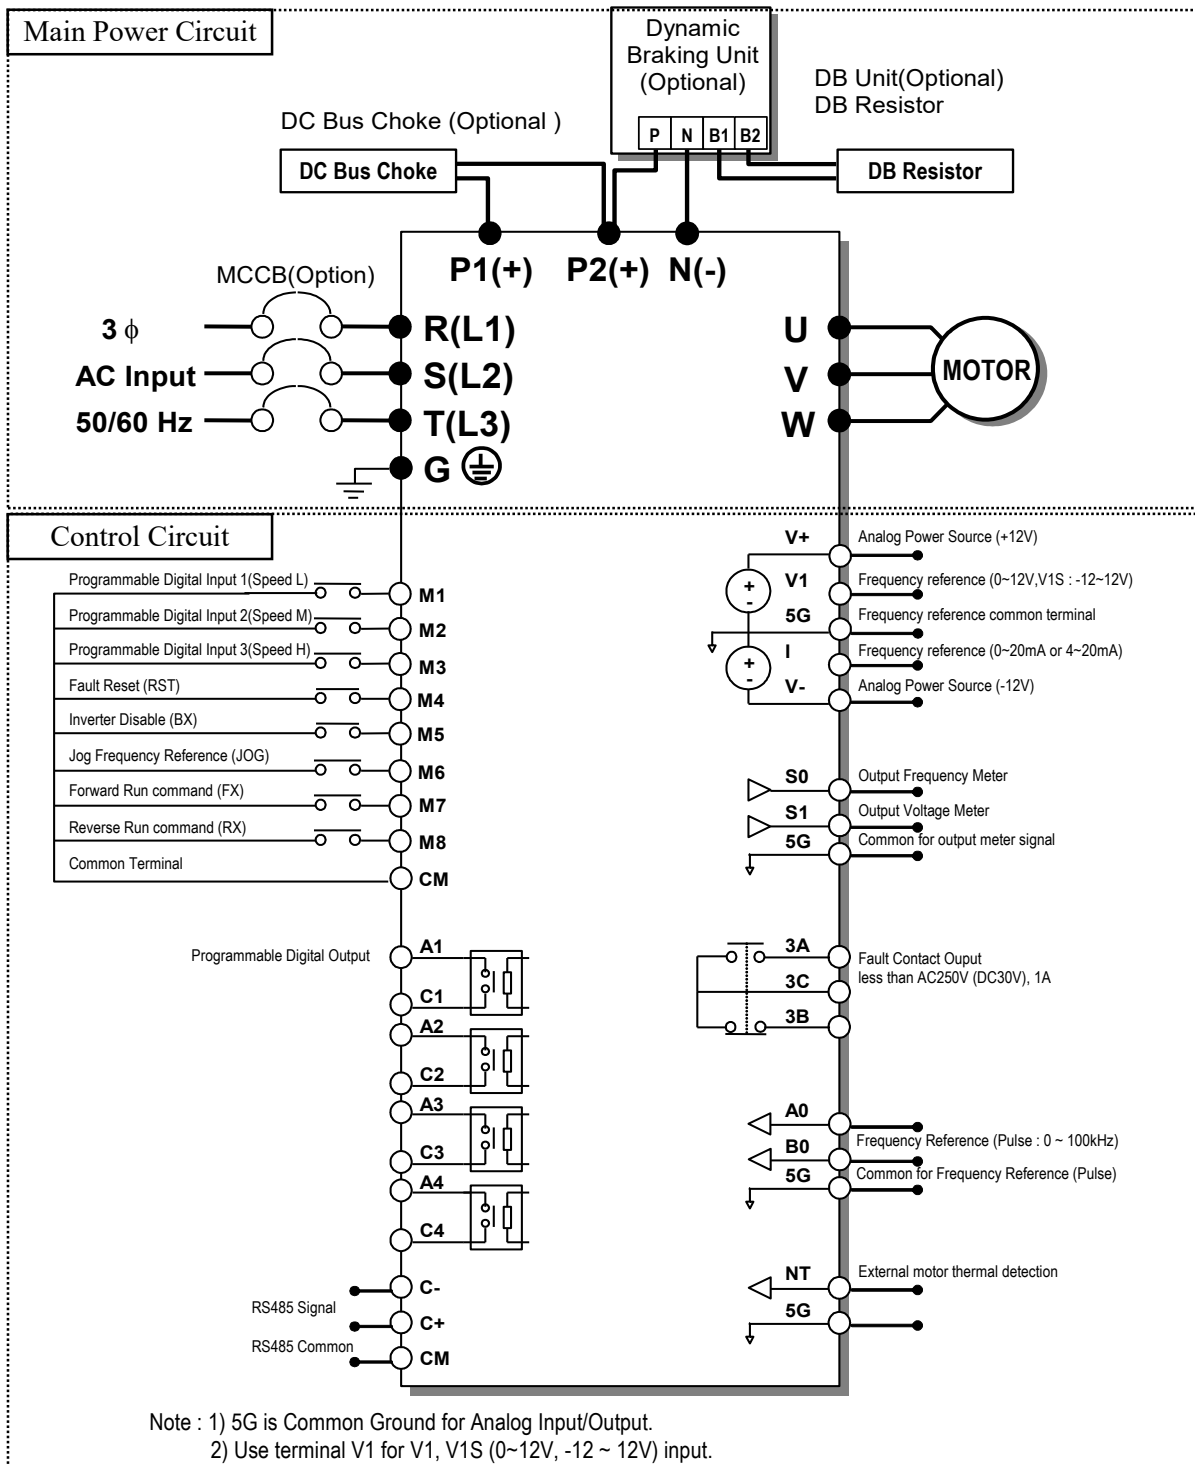 Main Power Circuit
Dynamic
Braking Unit
(Optional)
P N B1 B2
DB Unit(Optional)
DB Resistor
DC Bus Choke (Optional )
DC Bus Choke
DB Resistor
P1(+) P2(+) N(-)
MCCB(Option)
3 ϕ
R(L1)
U
AC Input
S(L2)
V
MOTOR
50/60 Hz
T(L3)
W
G
Control Circuit
Programmable Digital Input 1(Speed L)
M1
Programmable Digital Input 2(Speed M)
M2
Programmable Digital Input 3(Speed H)
M3
Fault Reset (RST)
M4
Inverter Disable (BX)
M5
Jog Frequency Reference (JOG)
M6
Forward Run command (FX)
M7
Reverse Run command (RX)
M8
Common Terminal
CM
V+
Analog Power Source (+12V)
+
-
V1
Frequency reference (0~12V,V1S : -12~12V)
5G
Frequency reference common terminal
+
-
I
Frequency reference (0~20mA or 4~20mA)
V-
Analog Power Source (-12V)
S0
Output Frequency Meter
S1
Output Voltage Meter
5G
Common for output meter signal
Programmable Digital Output
A1
C1
A2
C2
A3
C3
A4
C4
3A
Fault Contact Ouput
less than AC250V (DC30V), 1A
3C
3B
A0
Frequency Reference (Pulse : 0 ~ 100kHz)
B0
5G
Common for Frequency Reference (Pulse)
NT
External motor thermal detection
5G
C-
RS485 Signal
C+
RS485 Common
CM
Note : 1) 5G is Common Ground for Analog Input/Output.
2) Use terminal V1 for V1, V1S (0~12V, -12 ~ 12V) input.